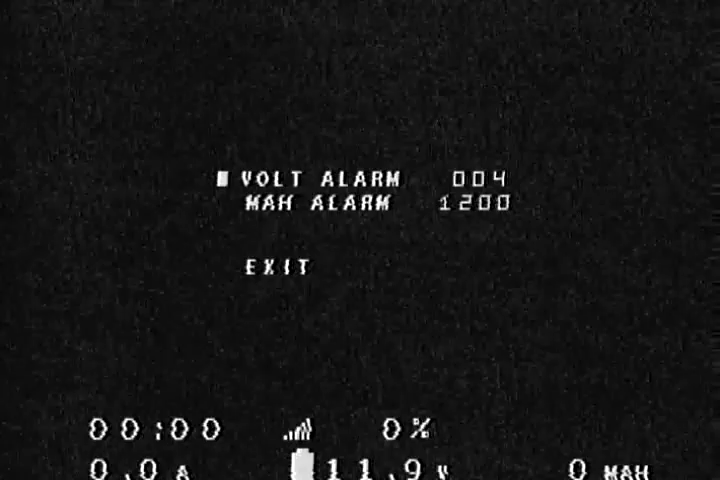 VOLT ALARM 004
MAH ALARM 1200
EXIT
00:00 0%
0.0 A 11.9 V 0 MAH